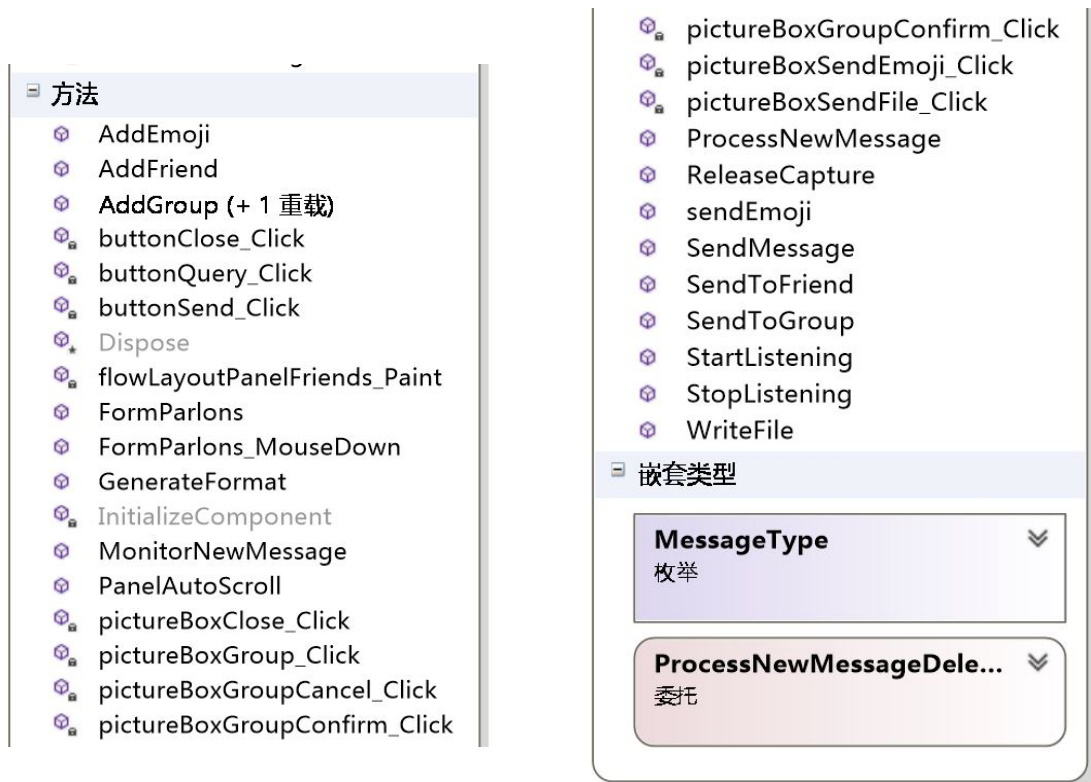 方法
AddEmoji
AddFriend
AddGroup (+ 1 重载)
buttonClose_Click
buttonQuery_Click
buttonSend_Click
Dispose
flowLayoutPanelFriends_Paint
FormParlons
FormParlons_MouseDown
GenerateFormat
InitializeComponent
MonitorNewMessage
PanelAutoScroll
pictureBoxClose_Click
pictureBoxGroup_Click
pictureBoxGroupCancel_Click
pictureBoxGroupConfirm_Click
pictureBoxGroupConfirm_Click
pictureBoxSendEmoji_Click
pictureBoxSendFile_Click
ProcessNewMessage
ReleaseCapture
sendEmoji
SendMessage
SendToFriend
SendToGroup
StartListening
StopListening
WriteFile
嵌套类型
MessageType
枚举
ProcessNewMessageDele...
委托